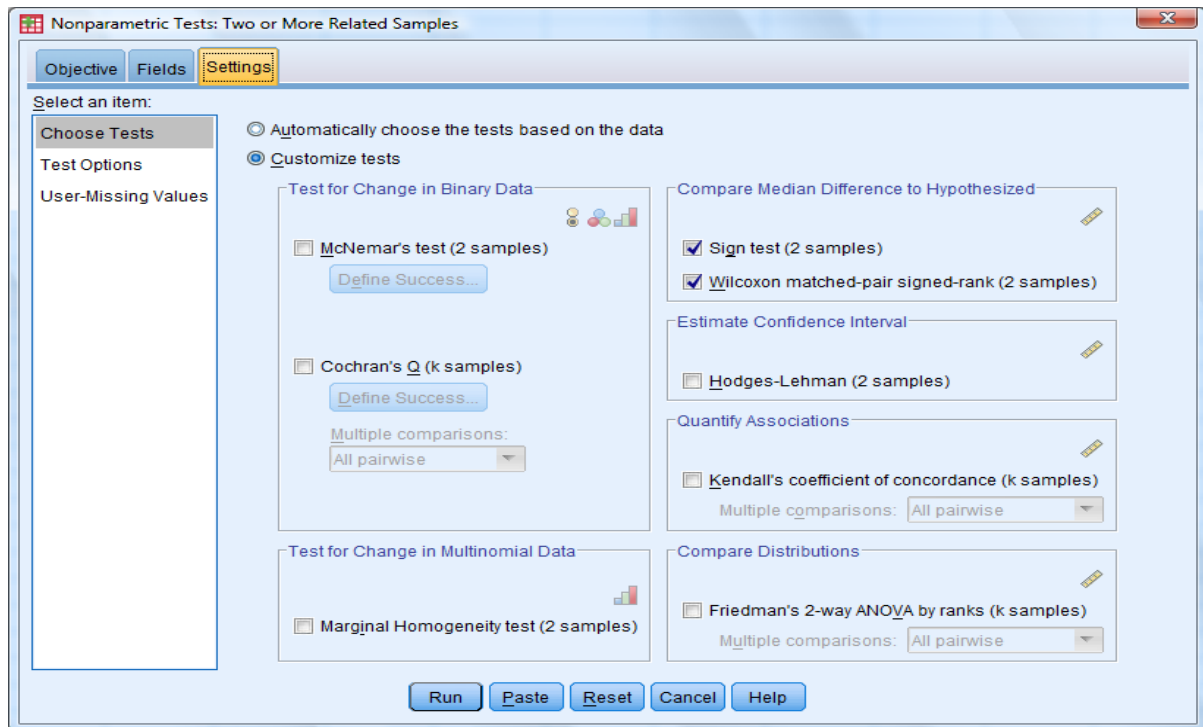 Nonparametric Tests: Two or More Related Samples
Objective
Fields
Settings
Select an item:
Choose Tests
Test Options
User-Missing Values
Automatically choose the tests based on the data
Customize tests
Test for Change in Binary Data
McNemar's test (2 samples)
Define Success...
Cochran's Q (k samples)
Define Success...
Multiple comparisons:
All pairwise
Test for Change in Multinomial Data
Marginal Homogeneity test (2 samples)
Compare Median Difference to Hypothesized
Sign test (2 samples)
Wilcoxon matched-pair signed-rank (2 samples)
Estimate Confidence Interval
Hodges-Lehman (2 samples)
Quantify Associations
Kendall's coefficient of concordance (k samples)
Multiple comparisons: All pairwise
Compare Distributions
Friedman's 2-way ANOVA by ranks (k samples)
Multiple comparisons: All pairwise
Run Paste Reset Cancel Help